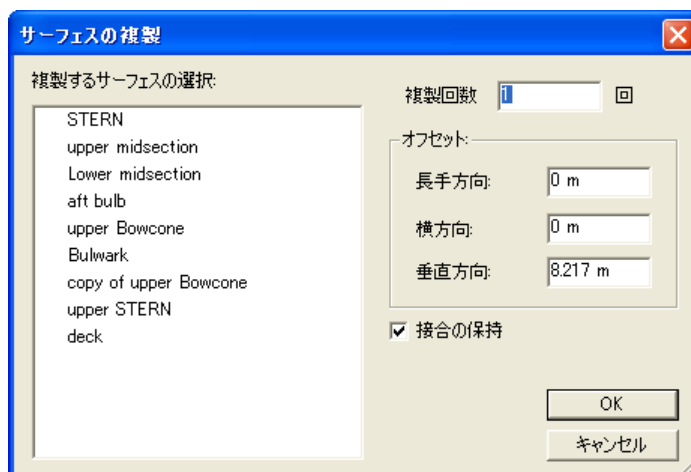 サーフェスの複製
複製するサーフェスの選択:
STERN
upper midsection
Lower midsection
aft bulb
upper Bowcone
Bulwark
copy of upper Bowcone
upper STERN
deck
複製回数 1 回
オフセット:
長手方向: 0 m
横方向: 0 m
垂直方向: 8.217 m
接合の保持
OK
キャンセル